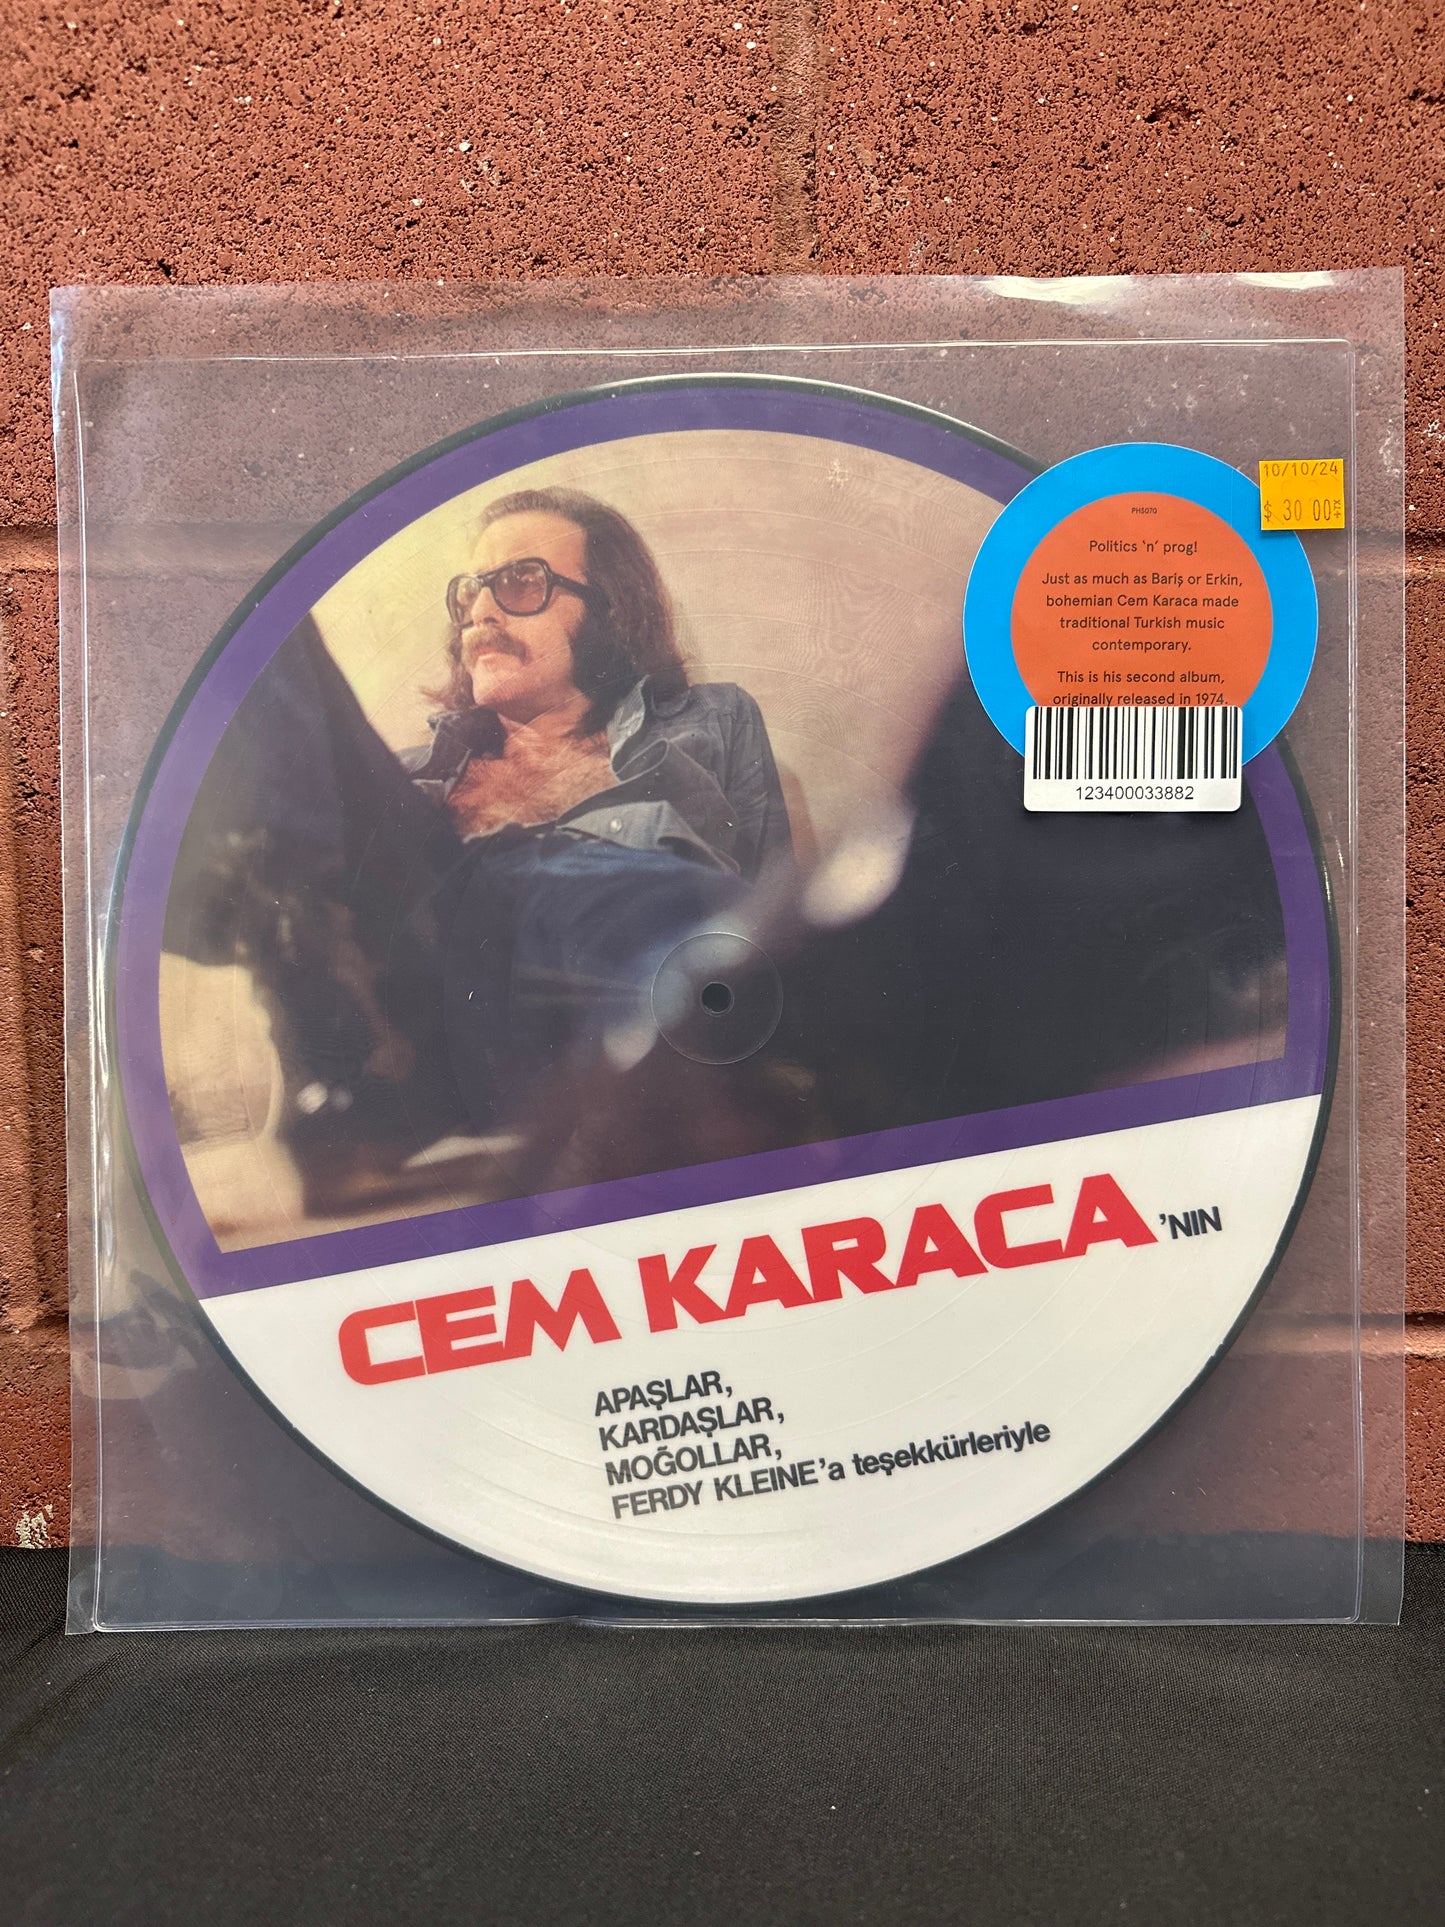 10/10/24
$ 30 00 +TX
PHS070
Politics ‘n’ prog!
Just as much as Bariş or Erkin,
bohemian Cem Karaca made
traditional Turkish music
contemporary.
This is his second album,
originally released in 1974.
123400033882
CEM KARACA’NIN
APAŞLAR,
KARDAŞLAR,
MOĞOLLAR,
FERDY KLEINE’a teşekkürleriyle